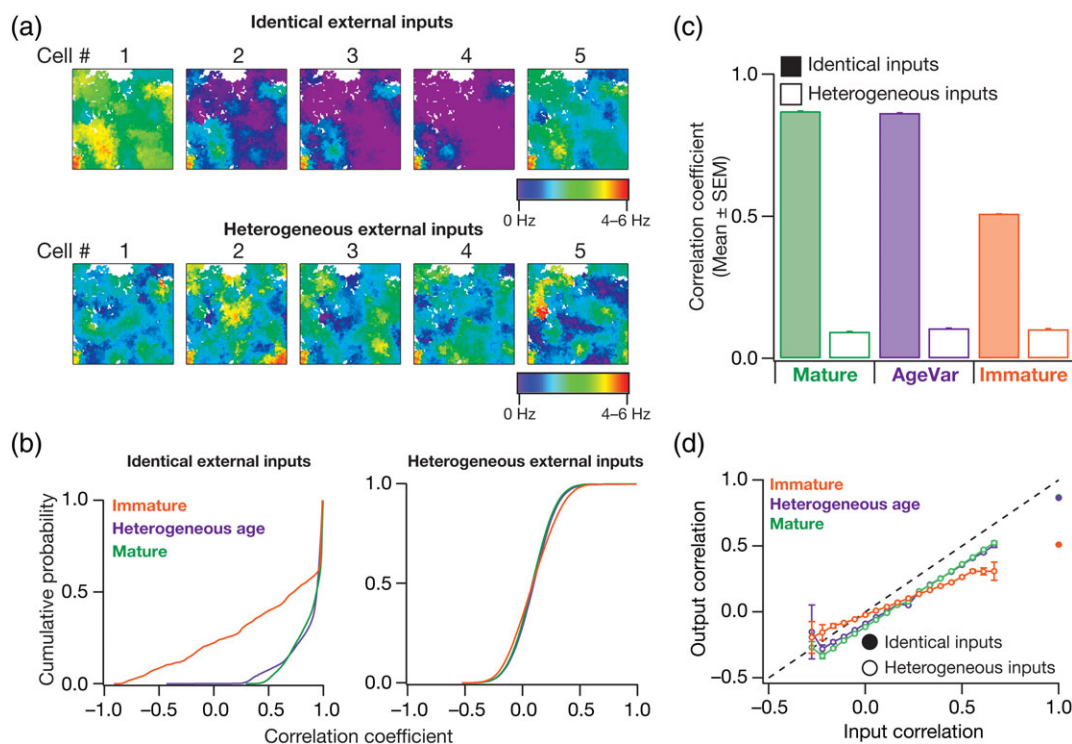 (a)
Identical external inputs
Cell # 1 2 3 4 5
0 Hz 4–6 Hz
Heterogeneous external inputs
Cell # 1 2 3 4 5
0 Hz 4–6 Hz
(b)
Identical external inputs
Heterogeneous external inputs
Cumulative probability
1.0
0.5
0.0
Immature
Heterogeneous age
Mature
−1.0 −0.5 0.0 0.5 1.0
1.0
0.5
0.0
−1.0 −0.5 0.0 0.5 1.0
Correlation coefficient
(c)
Identical inputs
Heterogeneous inputs
Correlation coefficient
(Mean ± SEM)
1.0
0.5
0.0
Mature AgeVar Immature
(d)
Immature
Heterogeneous age
Mature
Output correlation
1.0
0.5
0.0
−0.5
Identical inputs
Heterogeneous inputs
−0.5 0.0 0.5 1.0
Input correlation